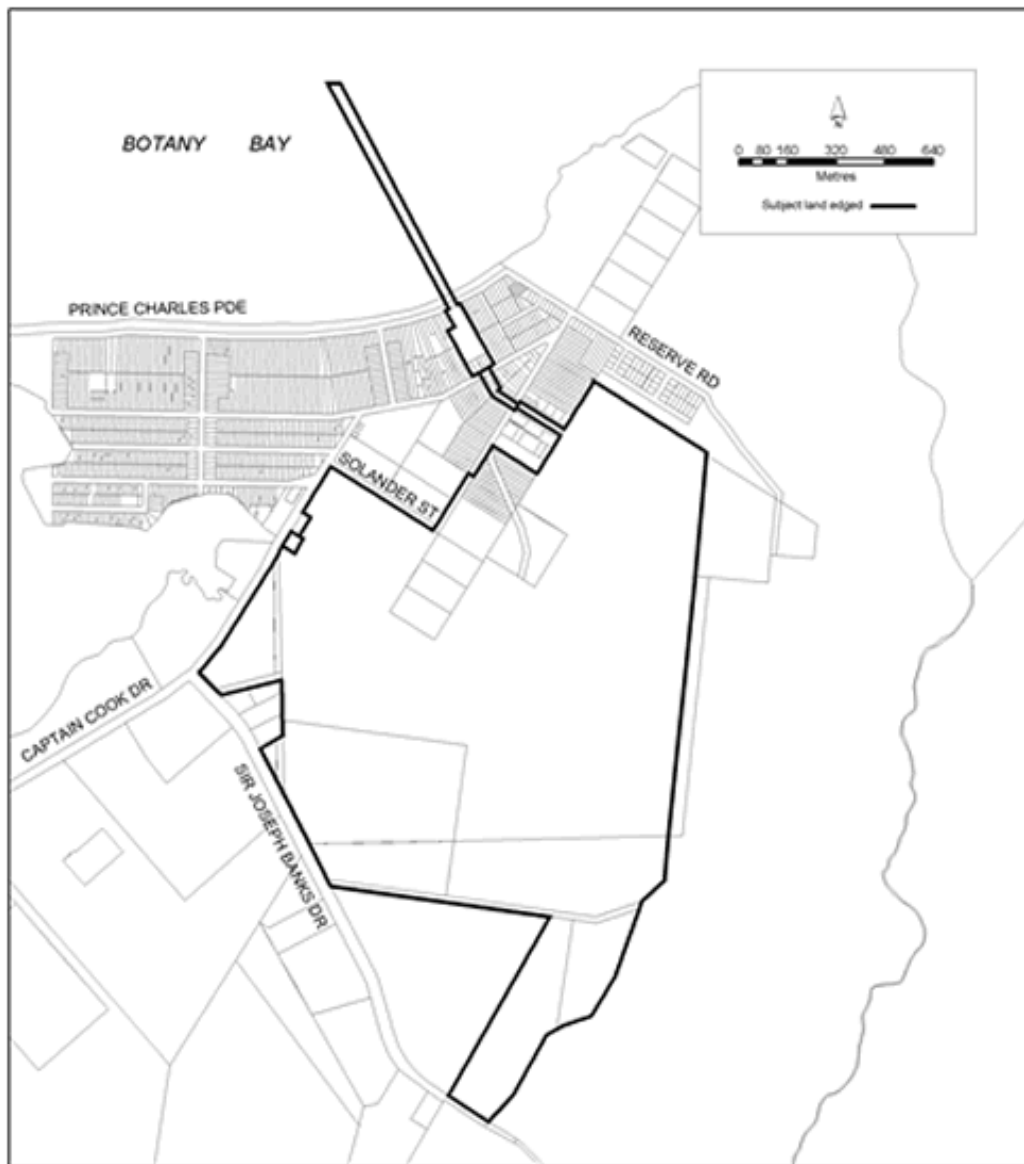 BOTANY BAY
N
0 80 160 320 480 640
Metres
Subject land edged
PRINCE CHARLES PDE
RESERVE RD
SOLANDER ST
CAPTAIN COOK DR
SIR JOSEPH BANKS DR